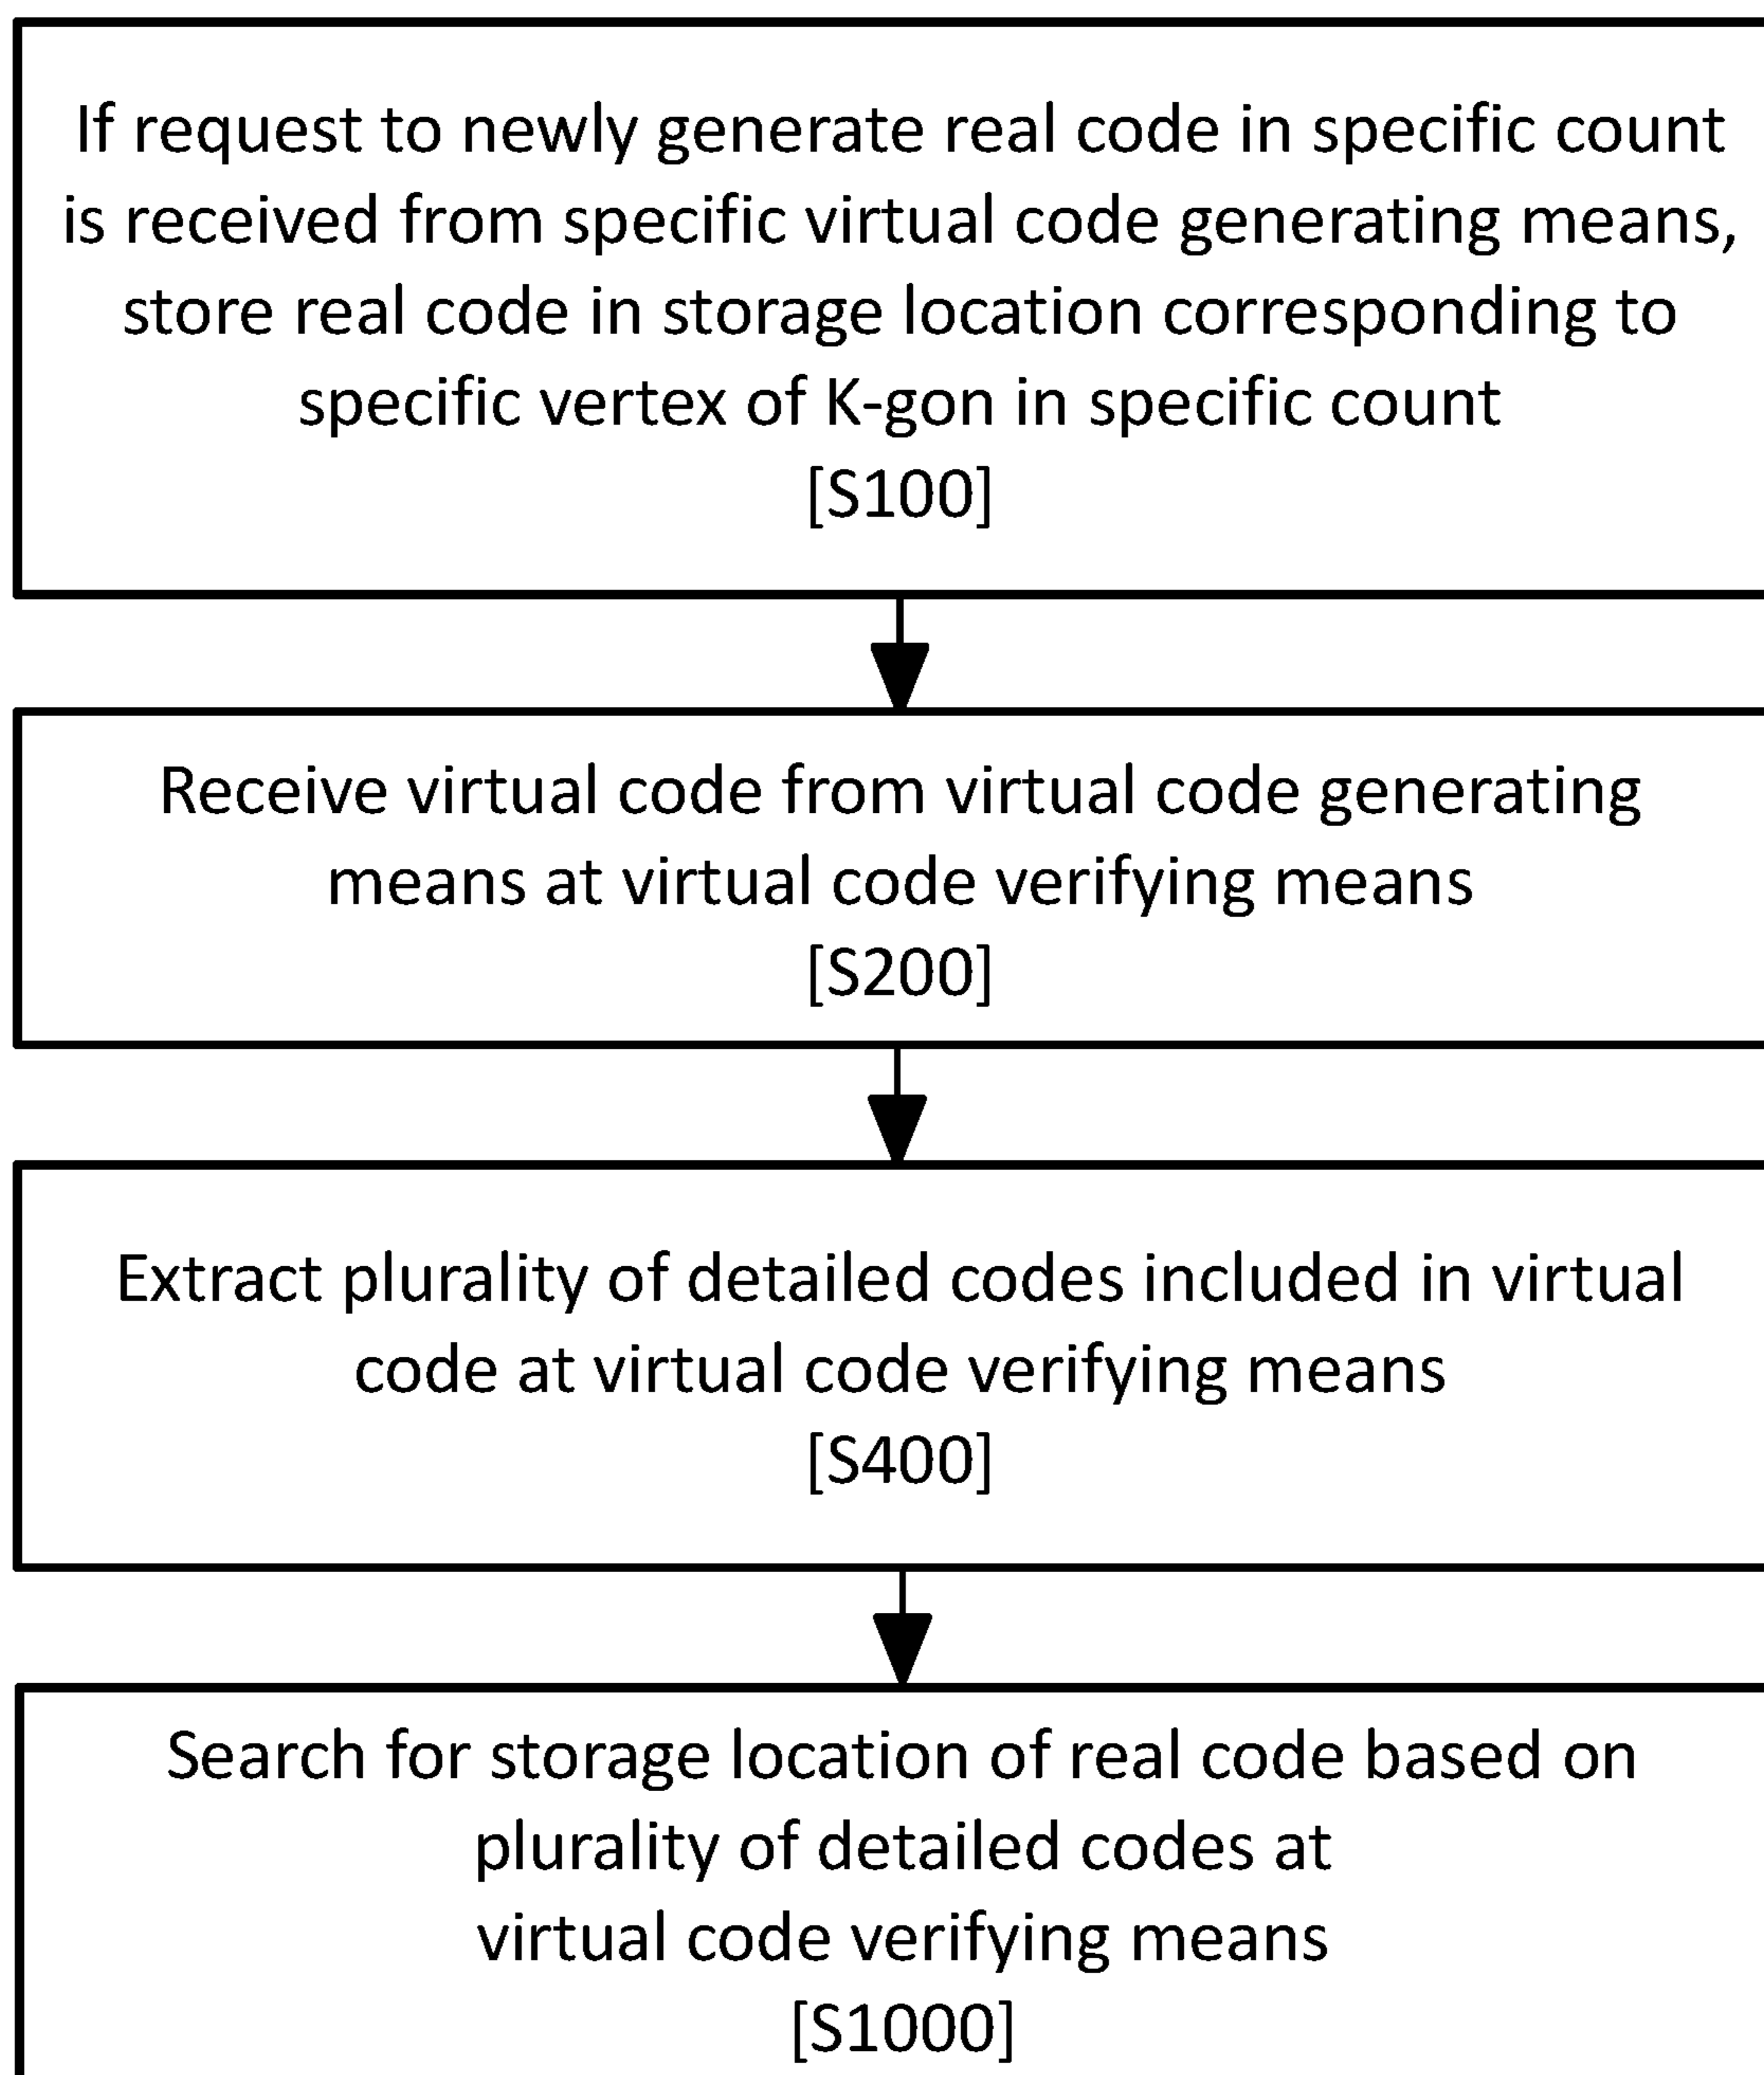 If request to newly generate real code in specific count
is received from specific virtual code generating means,
store real code in storage location corresponding to
specific vertex of K-gon in specific count
[S100]
Receive virtual code from virtual code generating
means at virtual code verifying means
[S200]
Extract plurality of detailed codes included in virtual
code at virtual code verifying means
[S400]
Search for storage location of real code based on
plurality of detailed codes at
virtual code verifying means
[S1000]